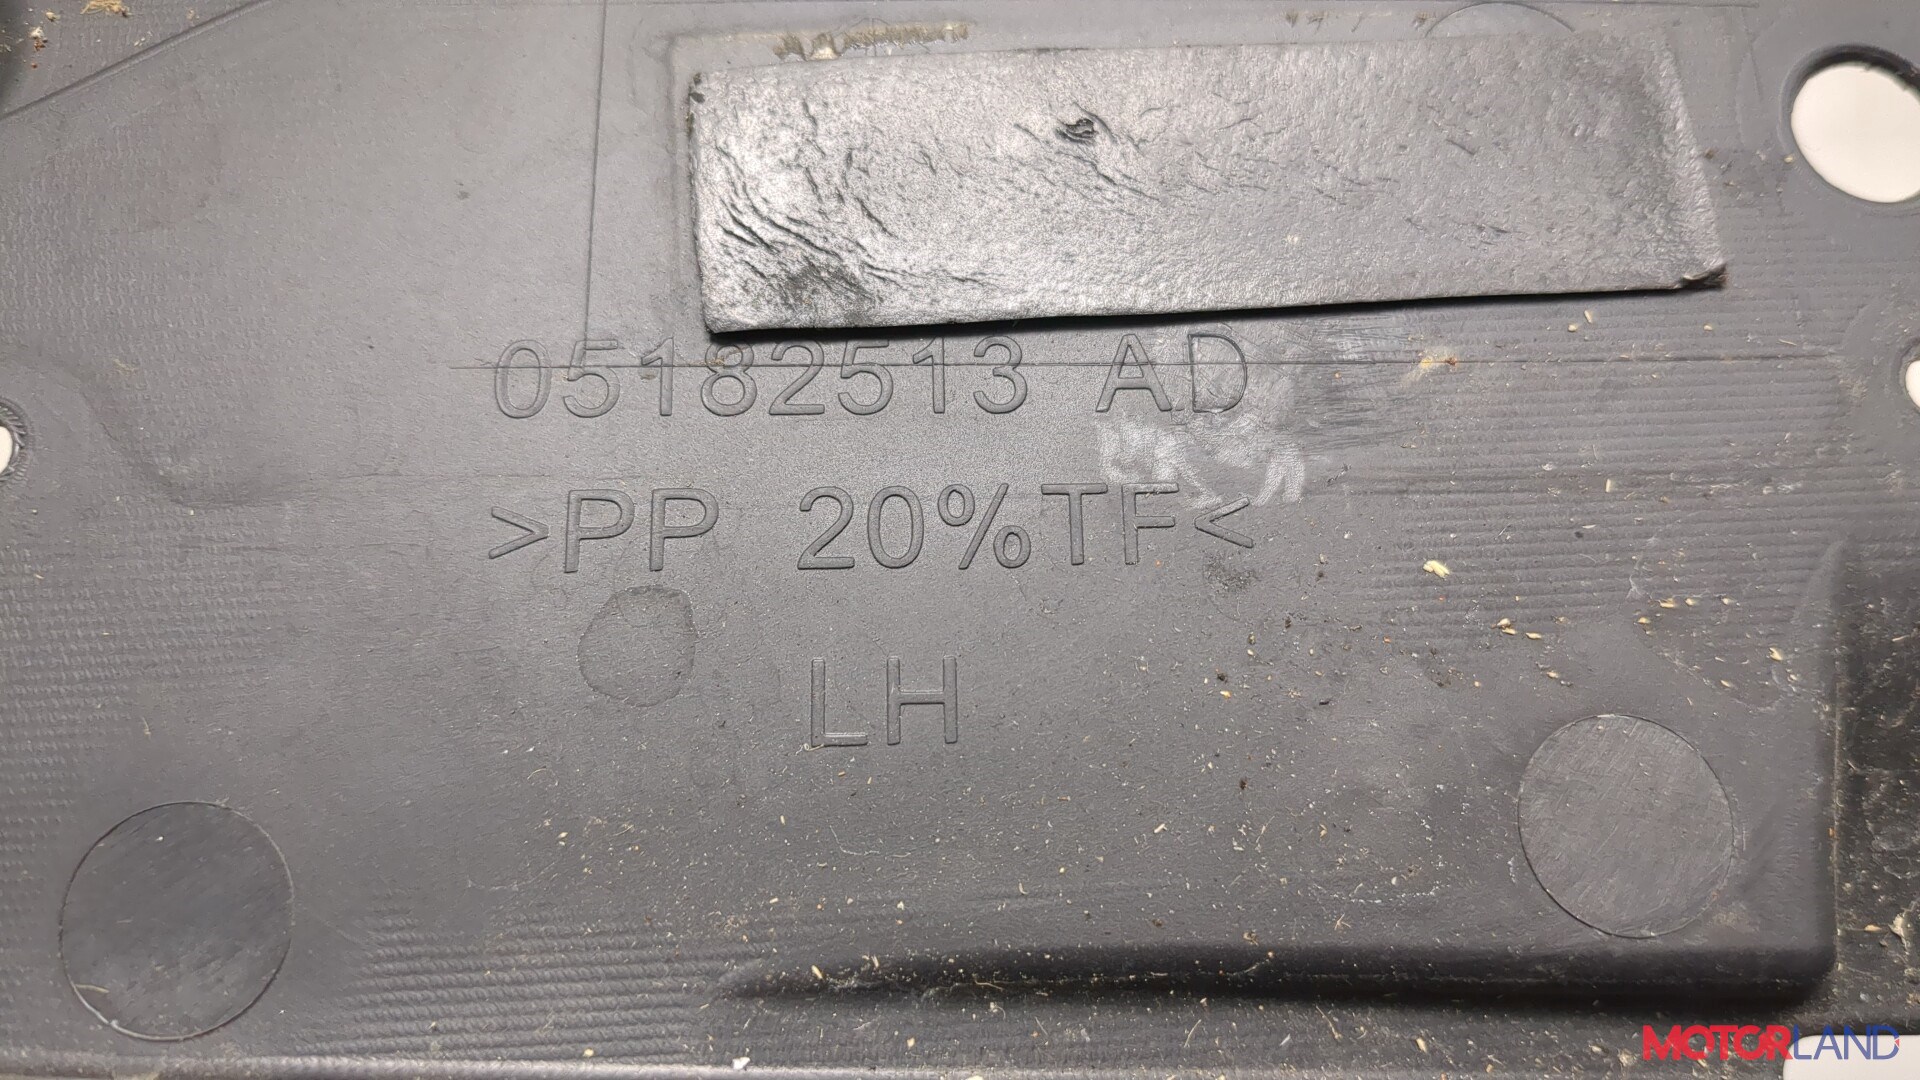 05182513 AD
>PP 20%TF<
LH
MOTORLAND